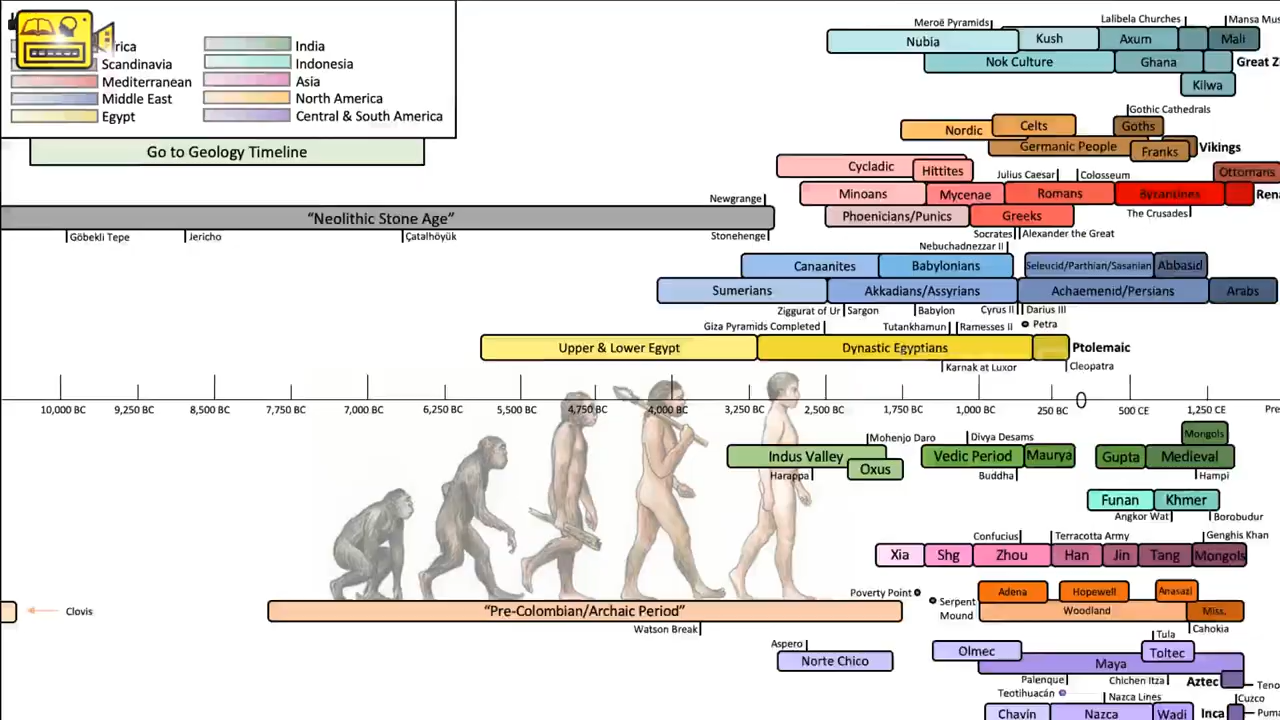 Meroë Pyramids
Lalibela Churches
Nubia
Kush
Axum
Mali
India
Scandinavia
Indonesia
Nok Culture
Ghana
Mediterranean
Asia
Middle East
North America
Kilwa
Egypt
Central & South America
Gothic Cathedrals
Nordic
Celts
Goths
Germanic People
Franks
Vikings
Go to Geology Timeline
Cycladic
Hittites
Julius Caesar
Colosseum
Ottomans
Minoans
Mycenae
Romans
Byzantines
Newgrange
"Neolithic Stone Age"
Phoenicians/Punics
Greeks
The Crusades
Göbekli Tepe
Jericho
Çatalhöyük
Stonehenge
Socrates
Alexander the Great
Nebuchadnezzar II
Canaanites
Babylonians
Seleucid/Parthian/Sasanian
Abbasid
Sumerians
Akkadians/Assyrians
Achaemenid/Persians
Arabs
Ziggurat of Ur
Sargon
Babylon
Cyrus II
Darius III
Giza Pyramids Completed
Tutankhamun
Ramesses II
Petra
Upper & Lower Egypt
Dynastic Egyptians
Ptolemaic
Karnak at Luxor
Cleopatra
10,000 BC
9,250 BC
8,500 BC
7,750 BC
7,000 BC
6,250 BC
5,500 BC
4,750 BC
4,000 BC
3,250 BC
2,500 BC
1,750 BC
1,000 BC
250 BC
0
500 CE
1,250 CE
Mohenjo Daro
Divya Desams
Mongols
Indus Valley
Oxus
Vedic Period
Maurya
Gupta
Medieval
Harappa
Buddha
Hampi
Funan
Khmer
Angkor Wat
Borobudur
Confucius
Terracotta Army
Genghis Khan
Xia
Shg
Zhou
Han
Jin
Tang
Mongols
Poverty Point
Adena
Hopewell
Anasazi
Clovis
"Pre-Colombian/Archaic Period"
Serpent
Mound
Woodland
Miss.
Watson Break
Cahokia
Aspero
Tula
Norte Chico
Olmec
Toltec
Maya
Palenque
Chichen Itza
Aztec
Teotihuacán
Nazca Lines
Cuzco
Chavín
Nazca
Wadi
Inca